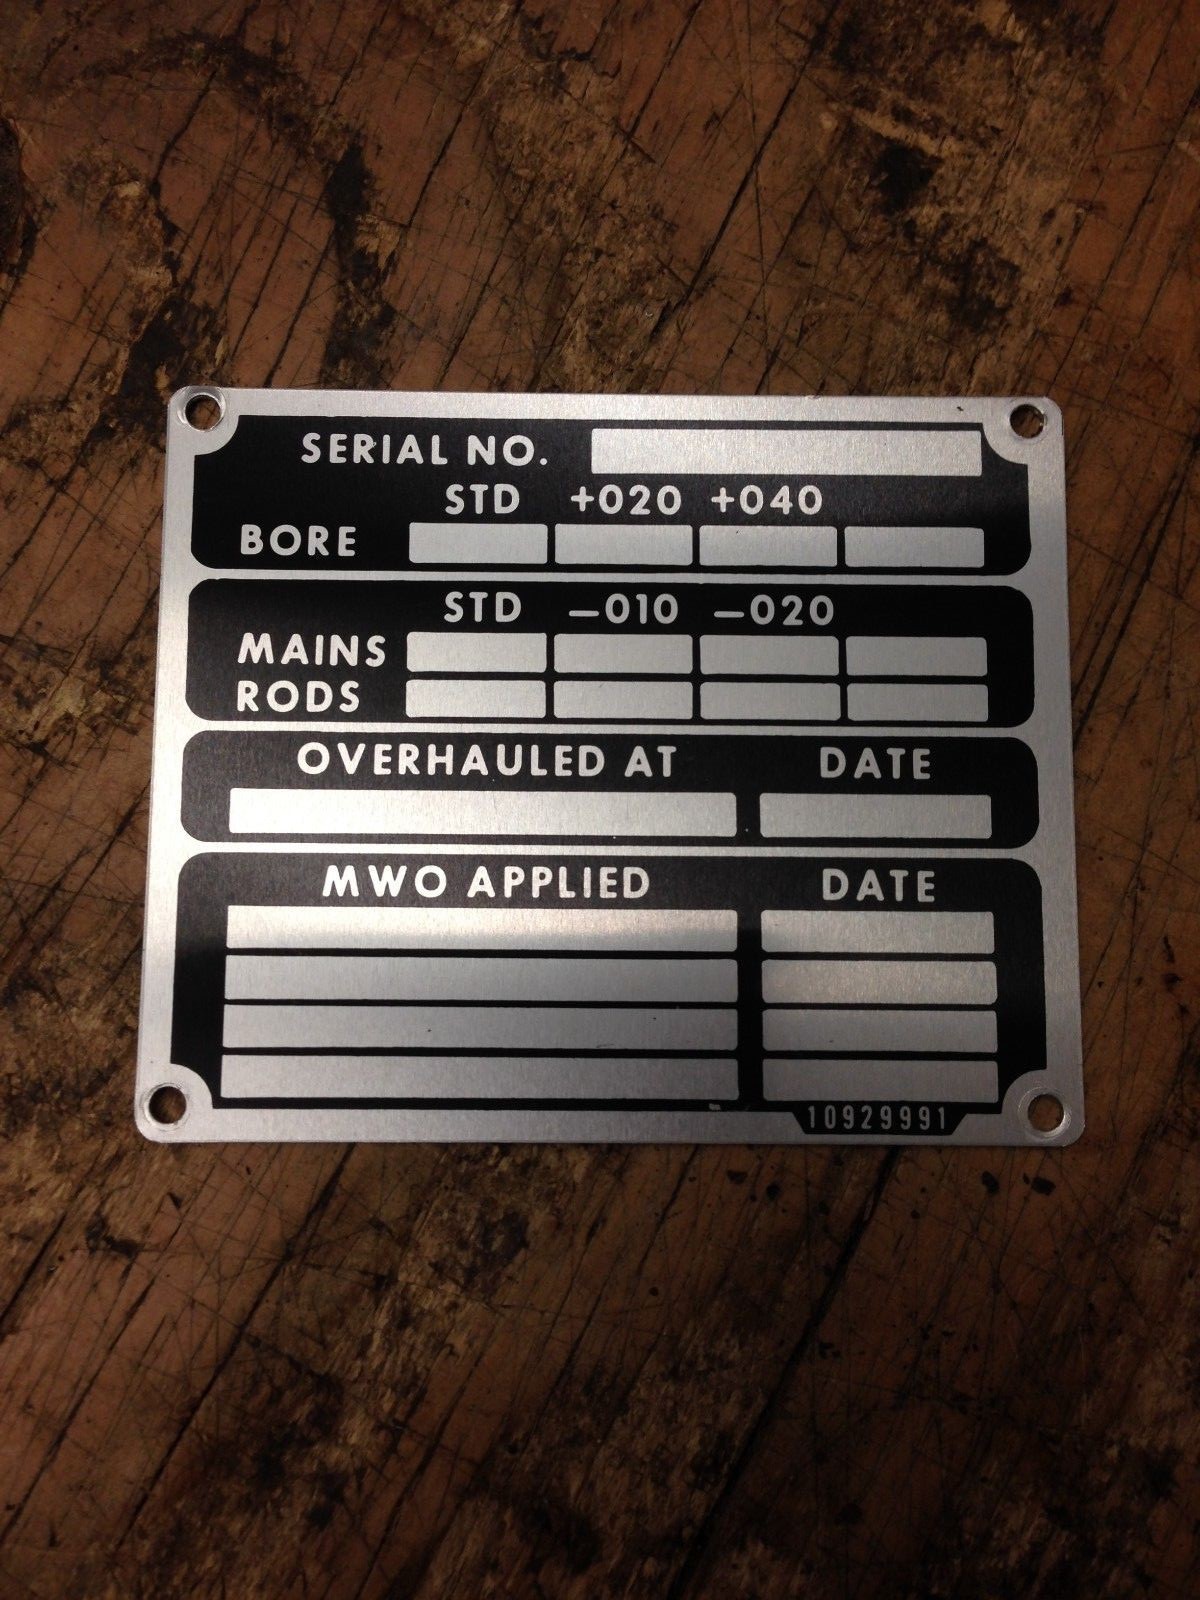 SERIAL NO.
STD +020 +040
BORE
STD —010 —020
MAINS
RODS
OVERHAULED AT DATE
MWO APPLIED DATE
10929991